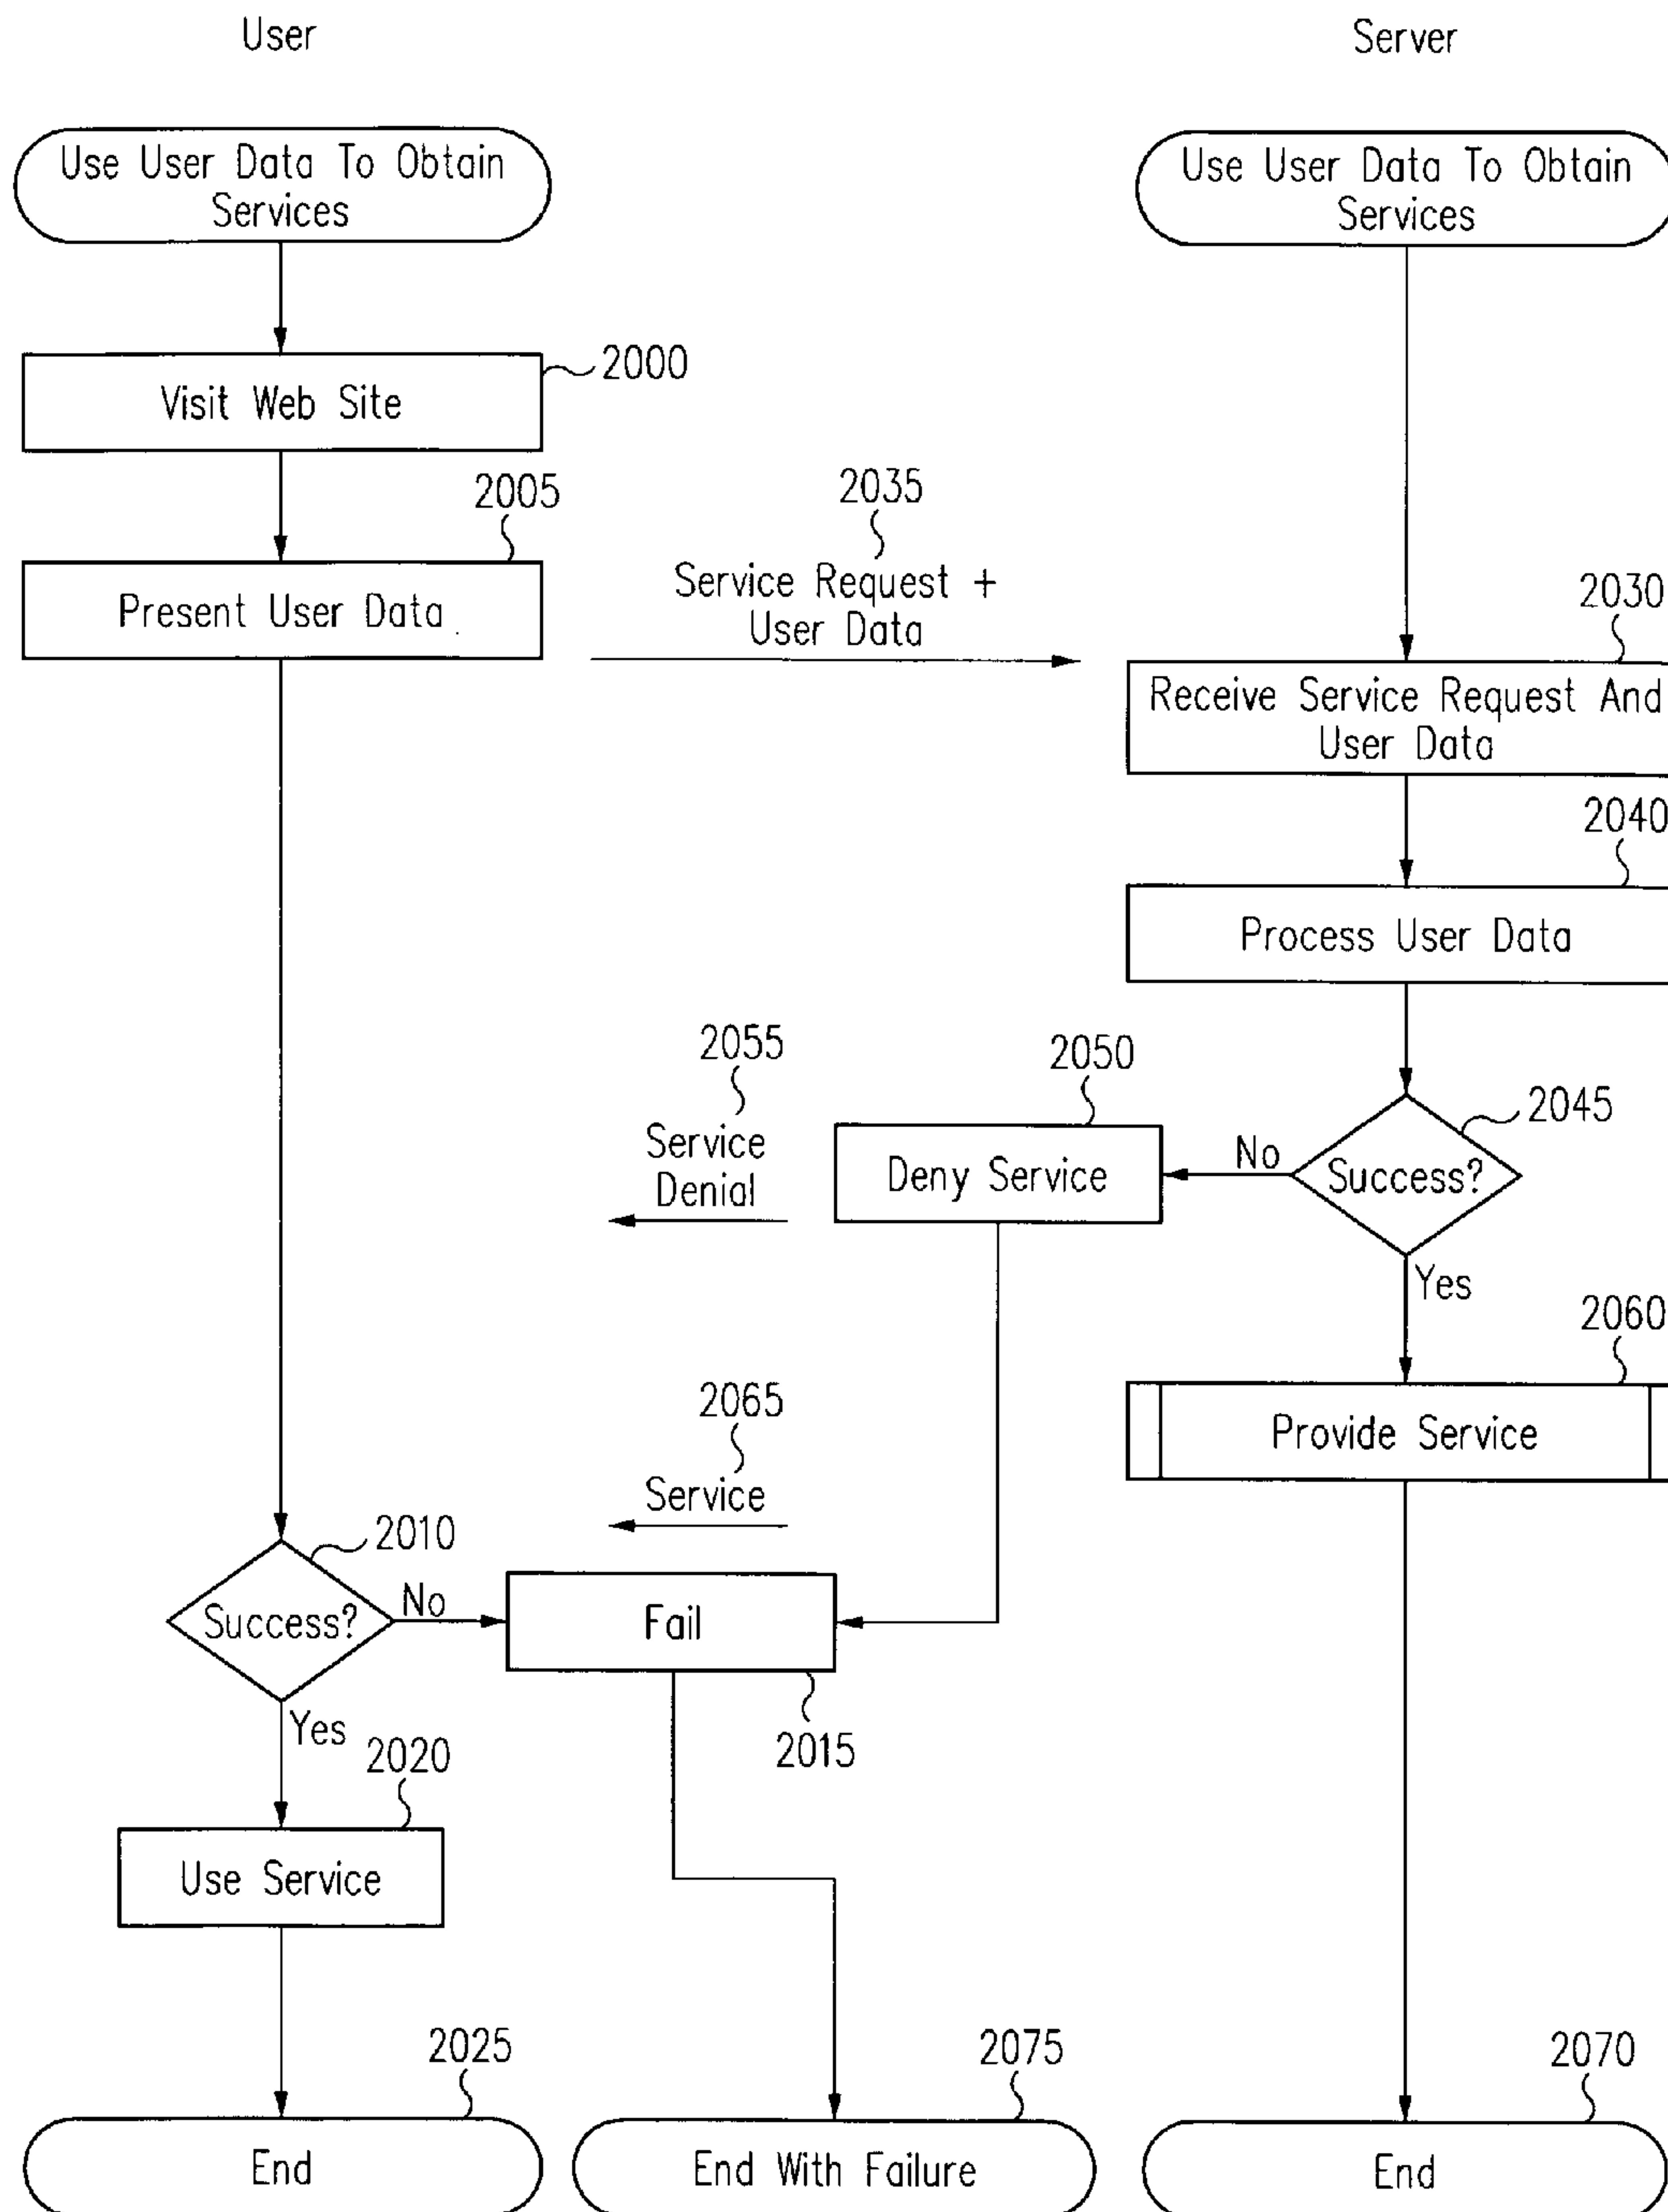 User
Server
Use User Data To Obtain
Services
Use User Data To Obtain
Services
2000
Visit Web Site
2005
Present User Data
2035
Service Request +
User Data
2030
Receive Service Request And
User Data
2040
Process User Data
2045
Success?
No
Yes
2050
Deny Service
2055
Service
Denial
2060
Provide Service
2065
Service
2010
Success?
No
Yes
Fail
2015
2020
Use Service
2025
End
2075
End With Failure
2070
End